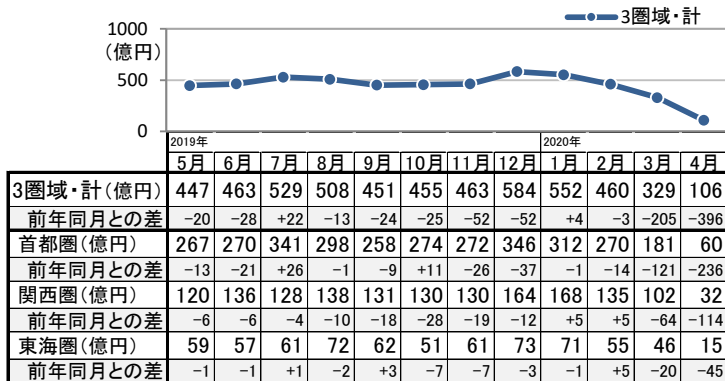 3圏域・計
1000
(億円)
500
0
2019年 2020年
5月 6月 7月 8月 9月 10月 11月 12月 1月 2月 3月 4月
3圏域・計(億円) 447 463 529 508 451 455 463 584 552 460 329 106
前年同月との差 −20 −28 +22 −13 −24 −25 −52 −52 +4 −3 −205 −396
首都圏(億円) 267 270 341 298 258 274 272 346 312 270 181 60
前年同月との差 −13 −21 +26 −1 −9 +11 −26 −37 −1 −14 −121 −236
関西圏(億円) 120 136 128 138 131 130 130 164 168 135 102 32
前年同月との差 −6 −6 −4 −10 −18 −28 −19 −12 +5 +5 −64 −114
東海圏(億円) 59 57 61 72 62 51 61 73 71 55 46 15
前年同月との差 −1 −1 +1 −2 +3 −7 −7 −3 −1 +5 −20 −45